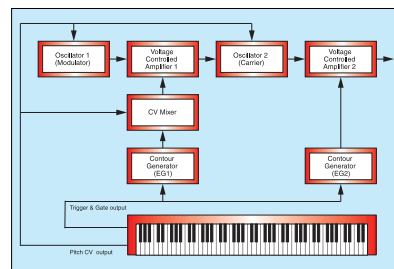 Oscillator 1
(Modulator)
Voltage
Controlled
Amplifier 1
Oscillator 2
(Carrier)
Voltage
Controlled
Amplifier 2
CV Mixer
Contour
Generator
(EG1)
Contour
Generator
(EG2)
Trigger & Gate output
Pitch CV output